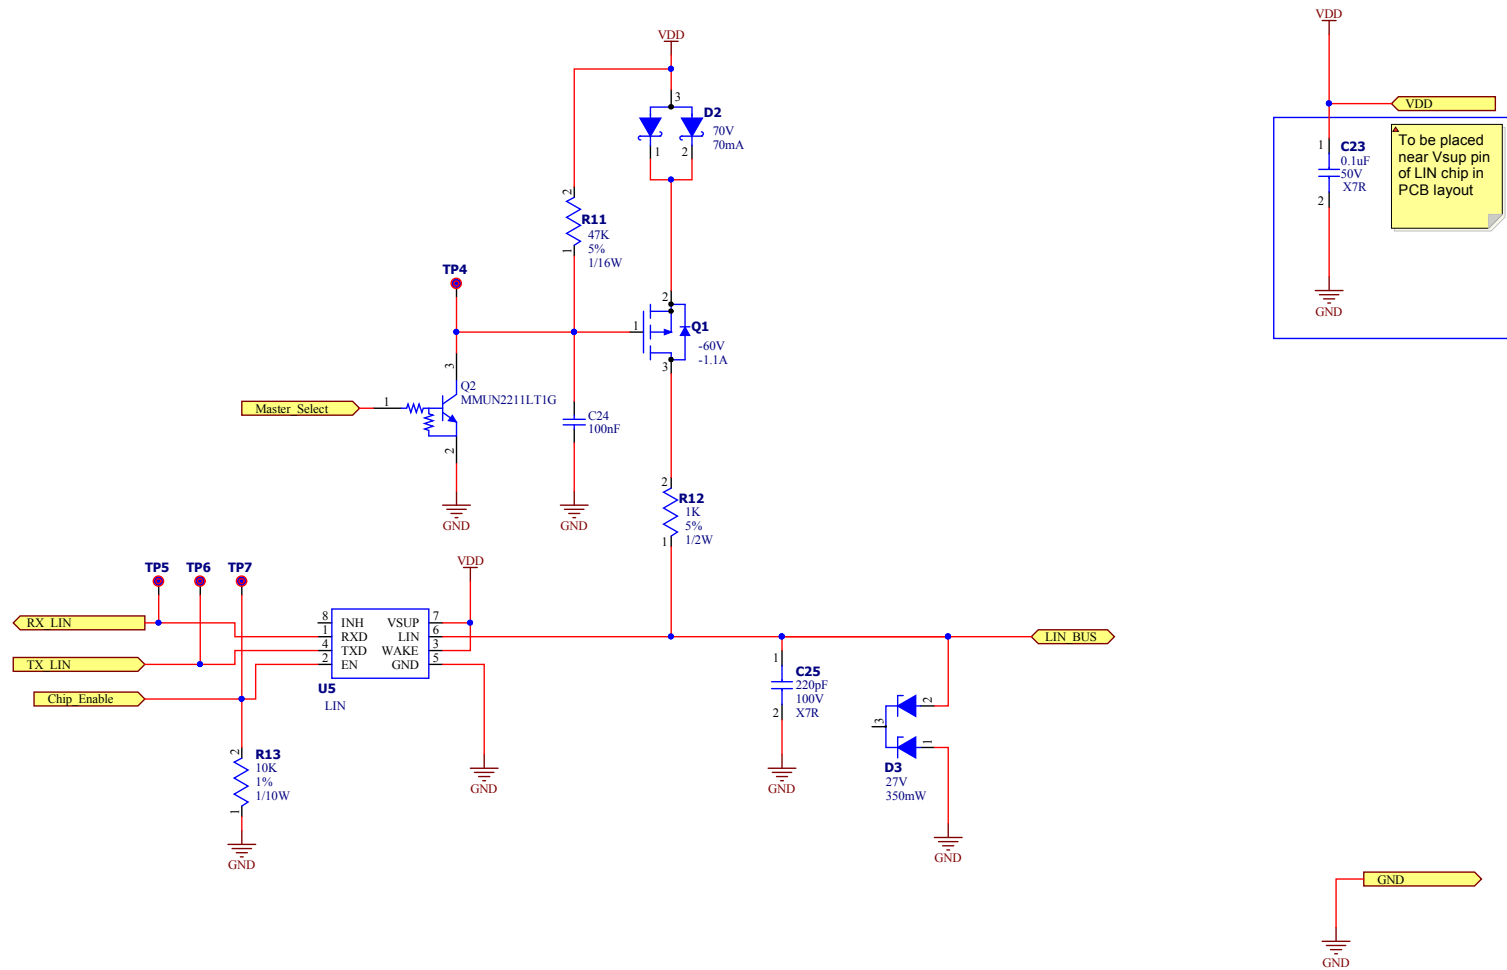 VDD
VDD
3
D2
70V
70mA
1
2
VDD
To be placed
near Vsup pin
of LIN chip in
PCB layout
1
C23
0.1uF
50V
X7R
2
GND
2
R11
47K
5%
1/16W
1
TP4
2
1
Q1
-60V
-1.1A
3
3
Q2
MMUN2211LT1G
Master_Select
1
2
C24
100nF
GND
GND
2
R12
1K
5%
1/2W
1
TP5
TP6
TP7
VDD
RX_LIN
TX_LIN
Chip_Enable
8
INH
VSUP
7
1
RXD
LIN
6
4
TXD
WAKE
3
2
EN
GND
5
U5
LIN
LIN_BUS
1
C25
220pF
100V
X7R
2
2
3
1
D3
27V
350mW
2
R13
10K
1%
1/10W
1
GND
GND
GND
GND
GND
GND